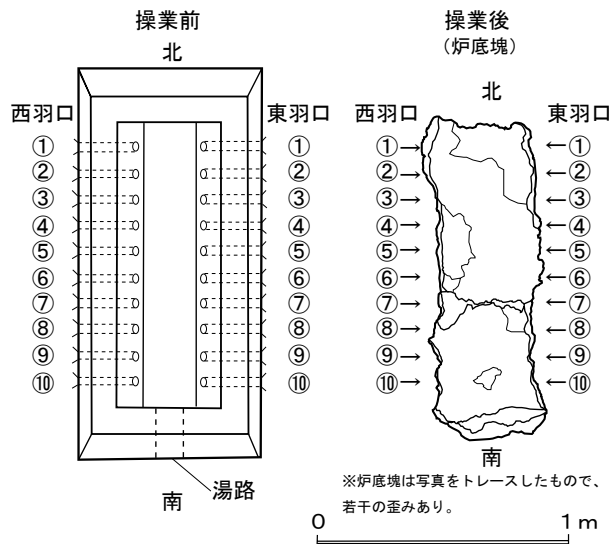 操業前
北
西羽口
東羽口
① ①
② ②
③ ③
④ ④
⑤ ⑤
⑥ ⑥
⑦ ⑦
⑧ ⑧
⑨ ⑨
⑩ ⑩
南
湯路
操業後
(炉底塊)
北
西羽口
東羽口
①→ ←①
②→ ←②
③→ ←③
④→ ←④
⑤→ ←⑤
⑥→ ←⑥
⑦→ ←⑦
⑧→ ←⑧
⑨→ ←⑨
⑩→ ←⑩
南
※炉底塊は写真をトレースしたもので、
若干の歪みあり。
0 1m